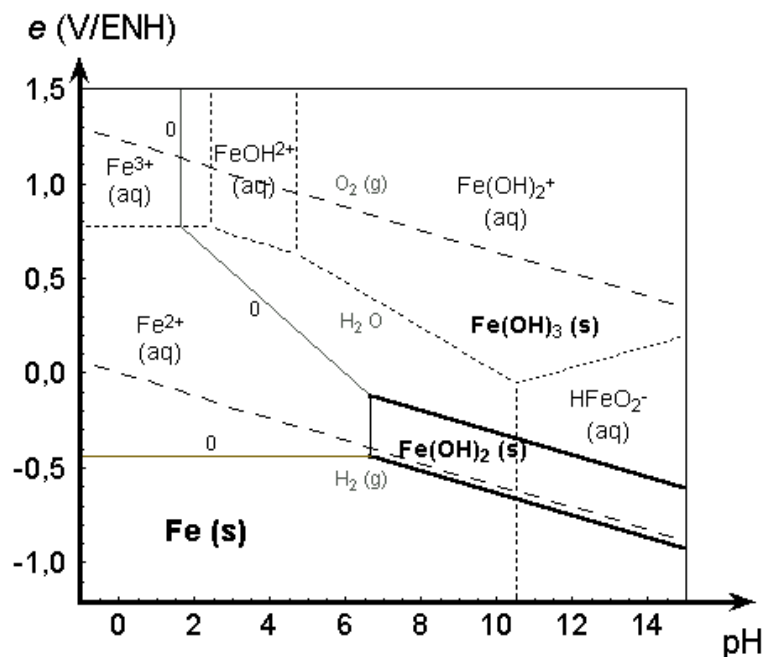 e (V/ENH)
1,5
1,0
0,5
0,0
-0,5
-1,0
0
Fe³⁺
(aq)
FeOH²⁺
(aq)
O₂ (g)
Fe(OH)₂⁺
(aq)
0
H₂ O
Fe(OH)₃ (s)
Fe²⁺
(aq)
HFeO₂⁻
(aq)
0
Fe(OH)₂ (s)
H₂ (g)
Fe (s)
0 2 4 6 8 10 12 14
pH